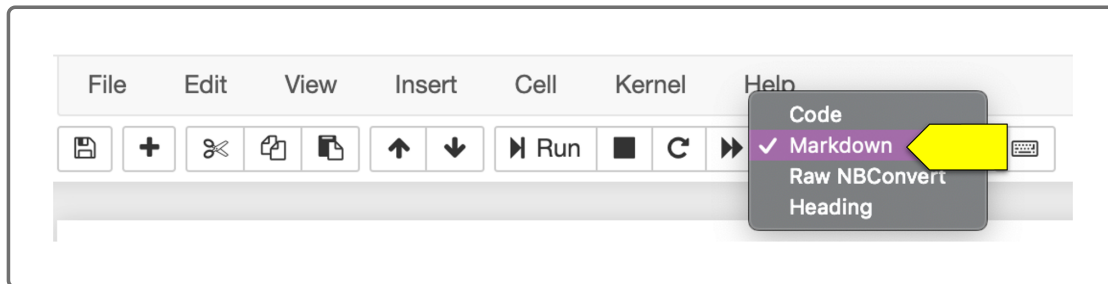 File Edit View Insert Cell Kernel Help
Code
Run Markdown
Raw NBConvert
Heading